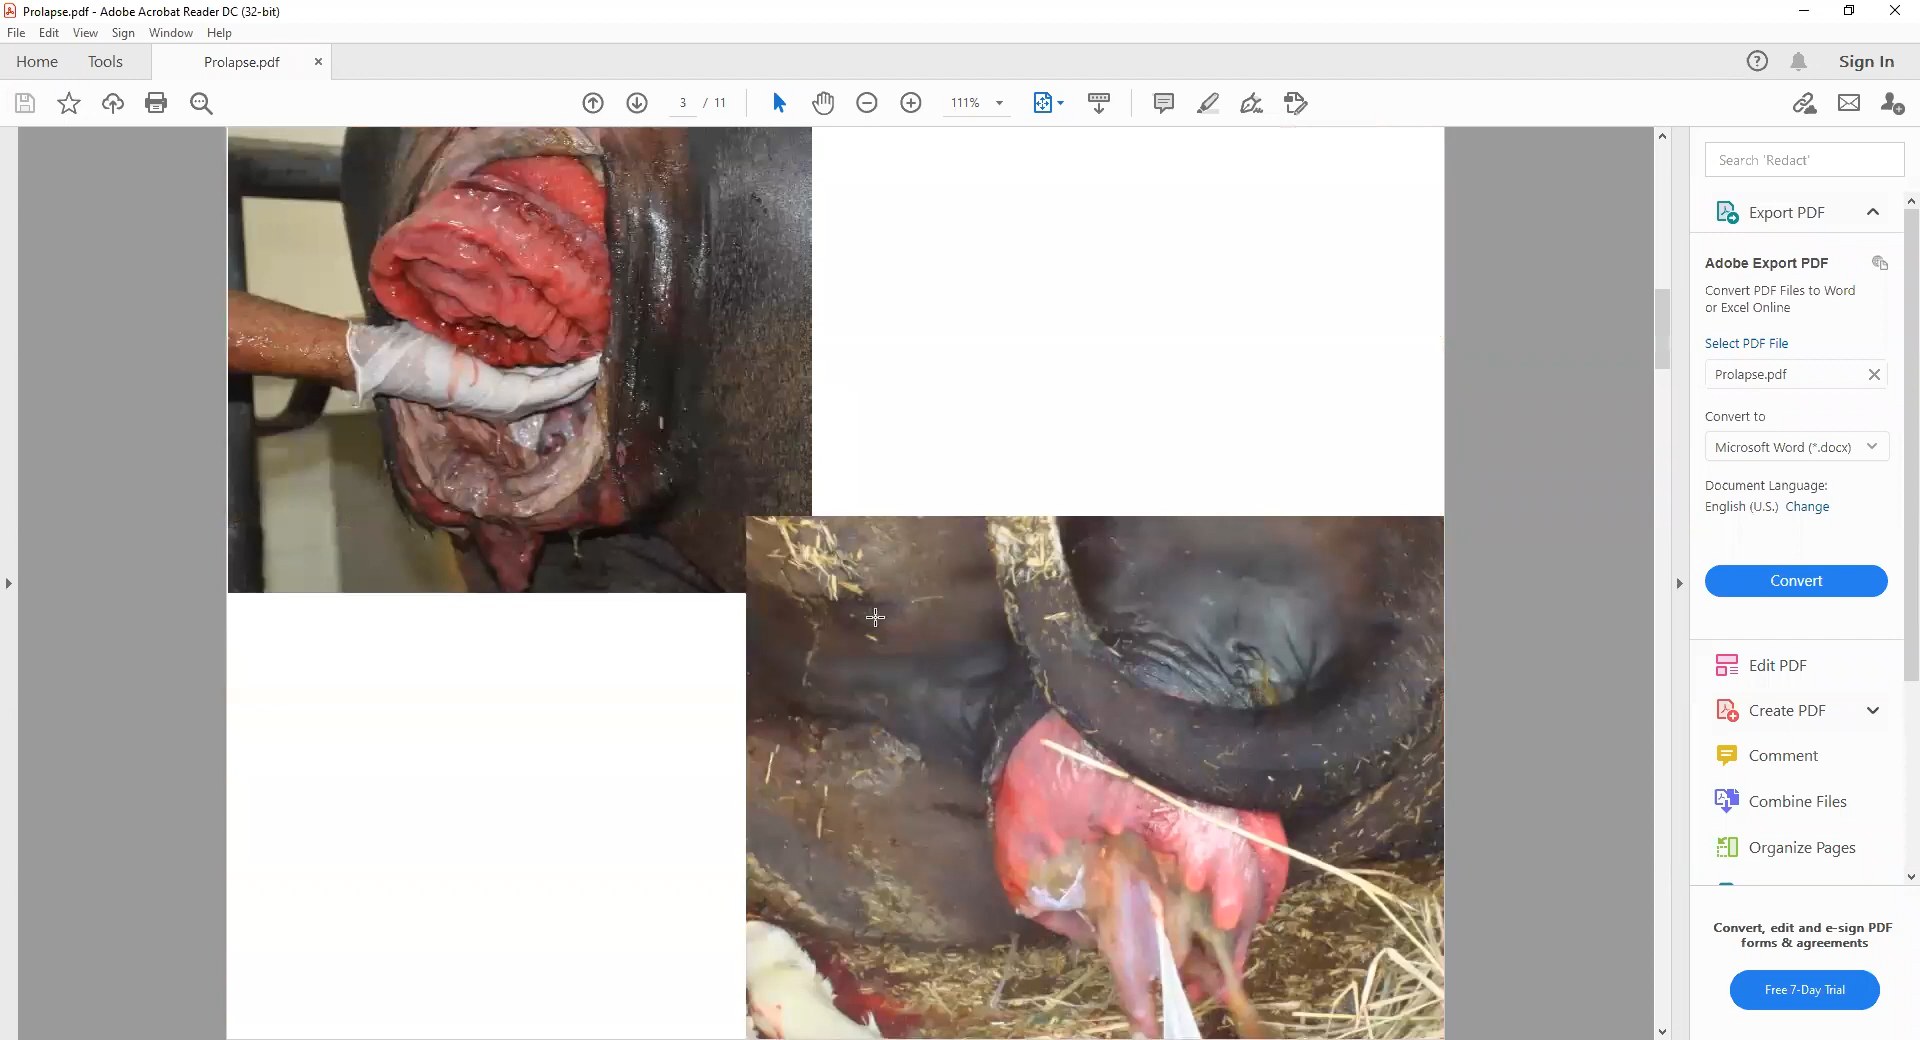 Prolapse.pdf - Adobe Acrobat Reader DC (32-bit)
File Edit View Sign Window Help
Home Tools Prolapse.pdf Sign In
3 / 11 111%
Search 'Redact'
Export PDF
Adobe Export PDF
Convert PDF Files to Word
or Excel Online
Select PDF File
Prolapse.pdf
Convert to
Microsoft Word (*.docx)
Document Language:
English (U.S.) Change
Convert
Edit PDF
Create PDF
Comment
Combine Files
Organize Pages
Convert, edit and e-sign PDF
forms & agreements
Free 7-Day Trial